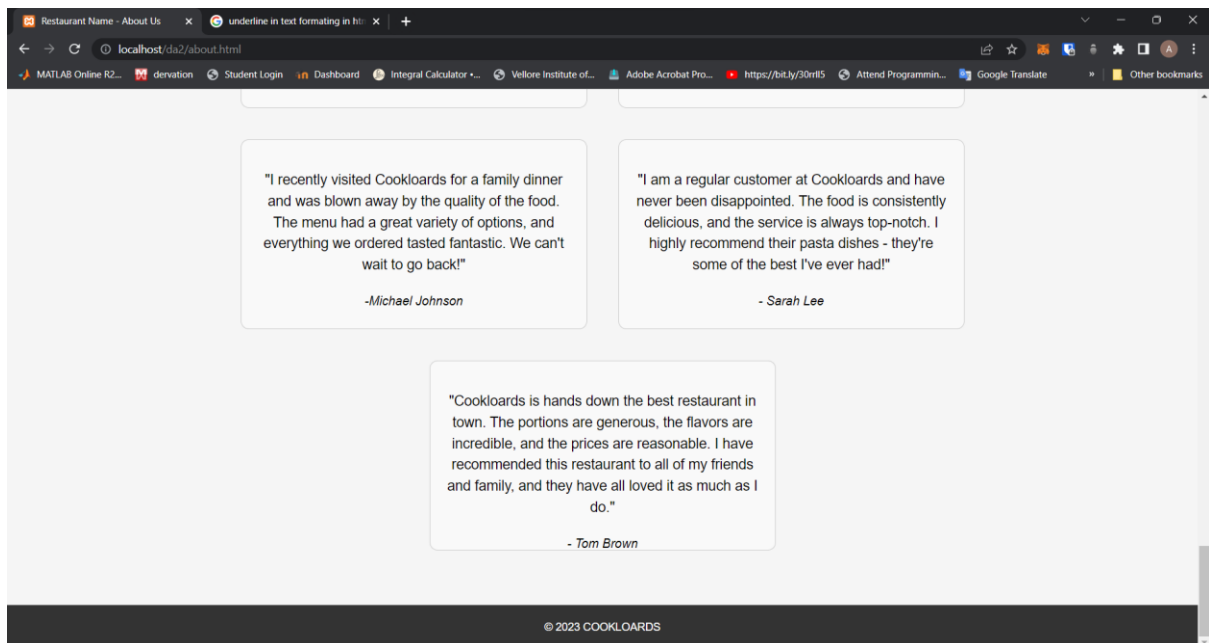 Restaurant Name - About Us
underline in text formating in htm
localhost/da2/about.html
A
MATLAB Online R2...
dervation
Student Login
Dashboard
Integral Calculator •...
Vellore Institute of...
Adobe Acrobat Pro...
https://bit.ly/30rrll5
Attend Programmin...
Google Translate
»
Other bookmarks
"I recently visited Cookloards for a family dinner
and was blown away by the quality of the food.
The menu had a great variety of options, and
everything we ordered tasted fantastic. We can't
wait to go back!"
-Michael Johnson
"I am a regular customer at Cookloards and have
never been disappointed. The food is consistently
delicious, and the service is always top-notch. I
highly recommend their pasta dishes - they're
some of the best I've ever had!"
- Sarah Lee
"Cookloards is hands down the best restaurant in
town. The portions are generous, the flavors are
incredible, and the prices are reasonable. I have
recommended this restaurant to all of my friends
and family, and they have all loved it as much as I
do."
- Tom Brown
© 2023 COOKLOARDS